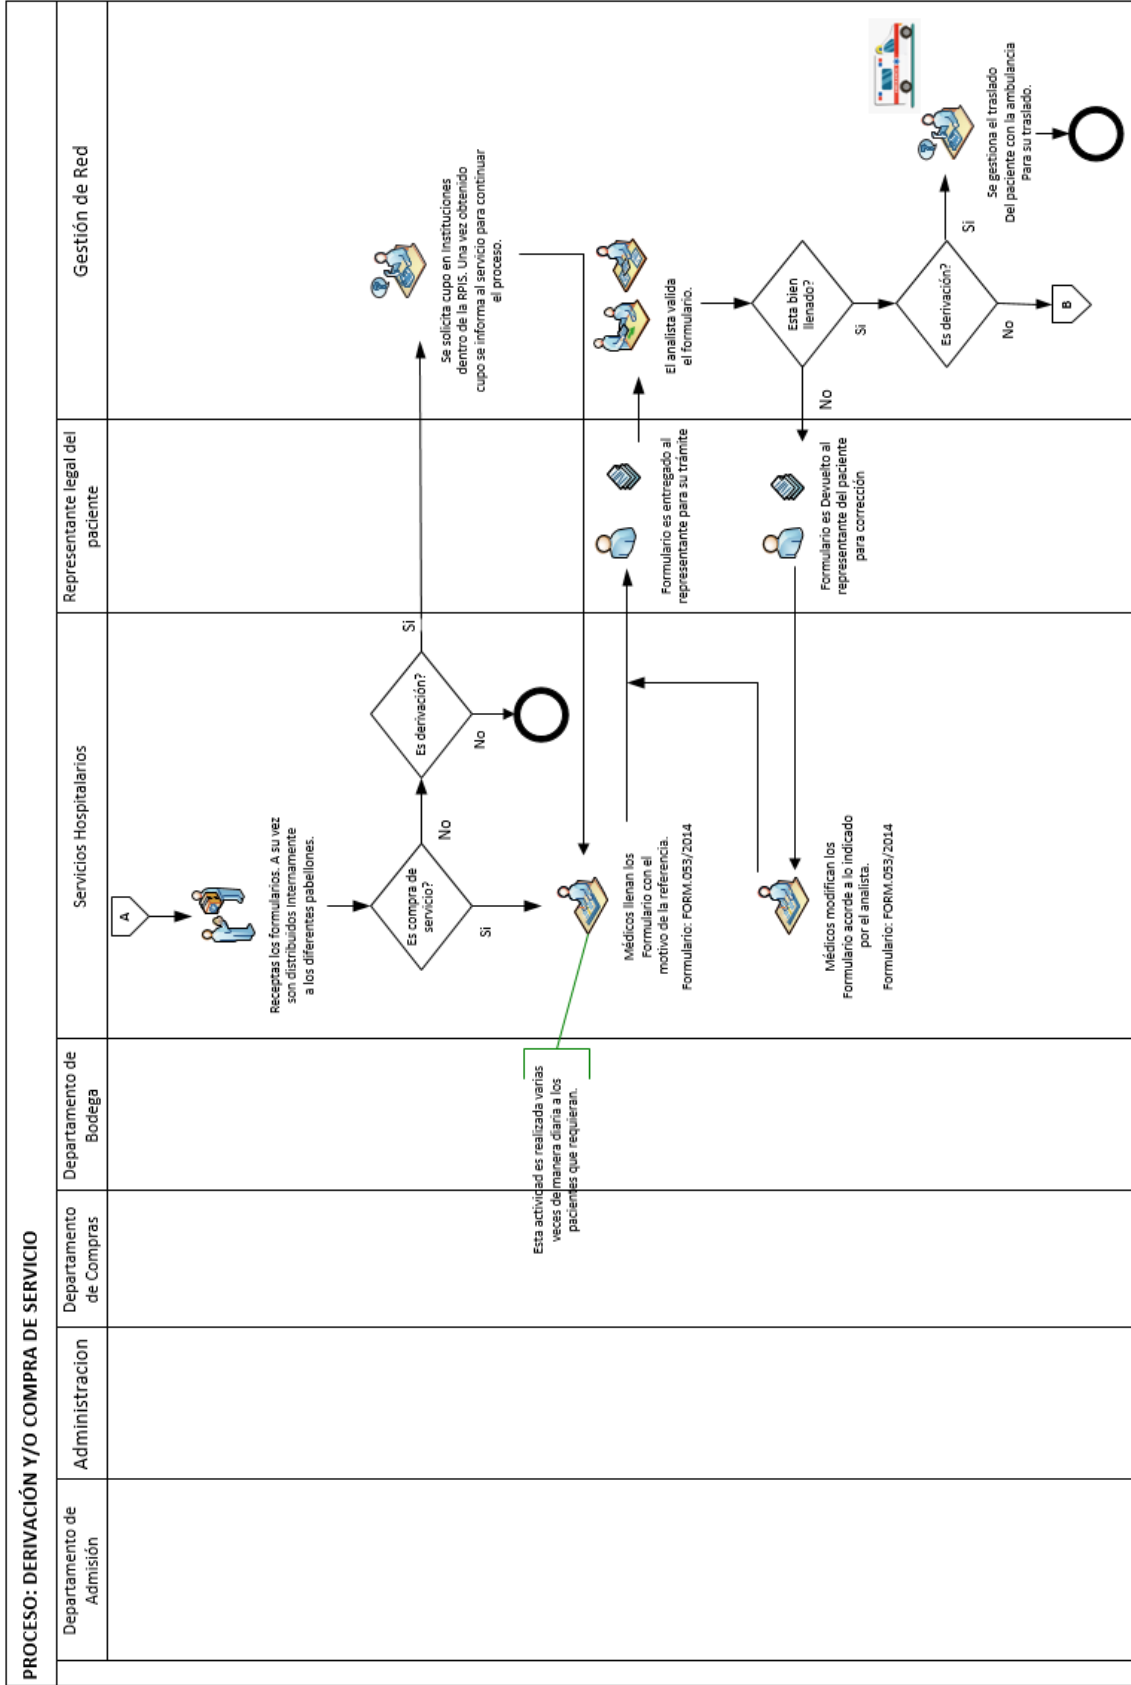 PROCESO: DERIVACIÓN Y/O COMPRA DE SERVICIO
Departamento de
Admisión
Administracion
Departamento
de Compras
Departamento de
Bodega
Servicios Hospitalarios
Representante legal del
paciente
Gestión de Red
A
Receptas los formularios. A su vez
son distribuidos internamente
a los diferentes pabellones.
Es compra de
servicio?
No
Si
Es derivación?
Si
No
Se solicita cupo en Instituciones
dentro de la RPIS. Una vez obtenido
cupo se informa al servicio para continuar
el proceso.
Esta actividad es realizada varias
veces de manera diaria a los
pacientes que requieran.
Médicos llenan los
Formulario con el
motivo de la referencia.
Formulario: FORM.053/2014
Formulario es entregado al
representante para su trámite
El analista valida
el formulario.
Esta bien
llenado?
No
Si
Formulario es Devuelto al
representante del paciente
para corrección
Médicos modifican los
Formulario acorde a lo indicado
por el analista.
Formulario: FORM.053/2014
Es derivación?
Si
No
Se gestiona el traslado
Del paciente con la ambulancia
Para su traslado.
B